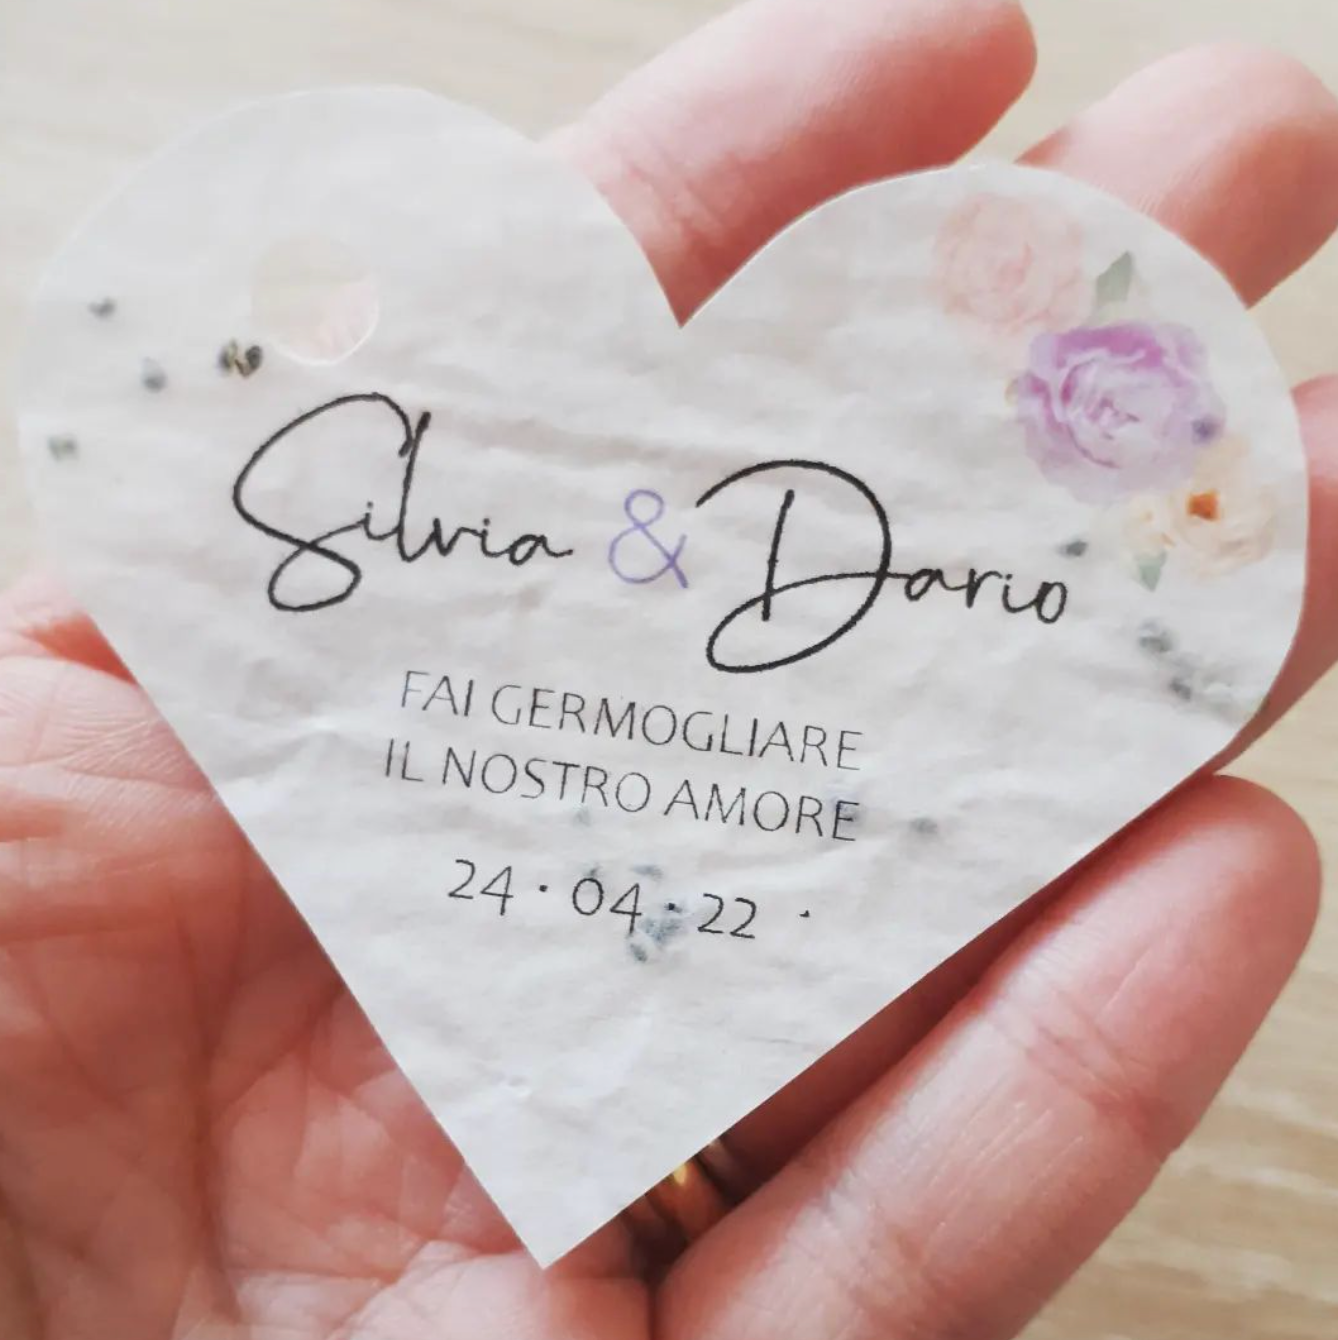 Silvia & Dario
FAI GERMOGLIARE
IL NOSTRO AMORE
24 · 04 · 22